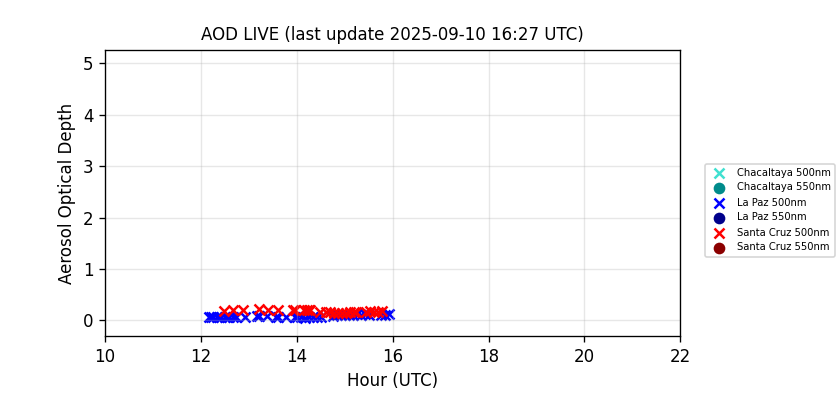 AOD LIVE (last update 2025-09-10 16:27 UTC)
Aerosol Optical Depth
5
4
3
2
1
0
10 12 14 16 18 20 22
Hour (UTC)
Chacaltaya 500nm
Chacaltaya 550nm
La Paz 500nm
La Paz 550nm
Santa Cruz 500nm
Santa Cruz 550nm